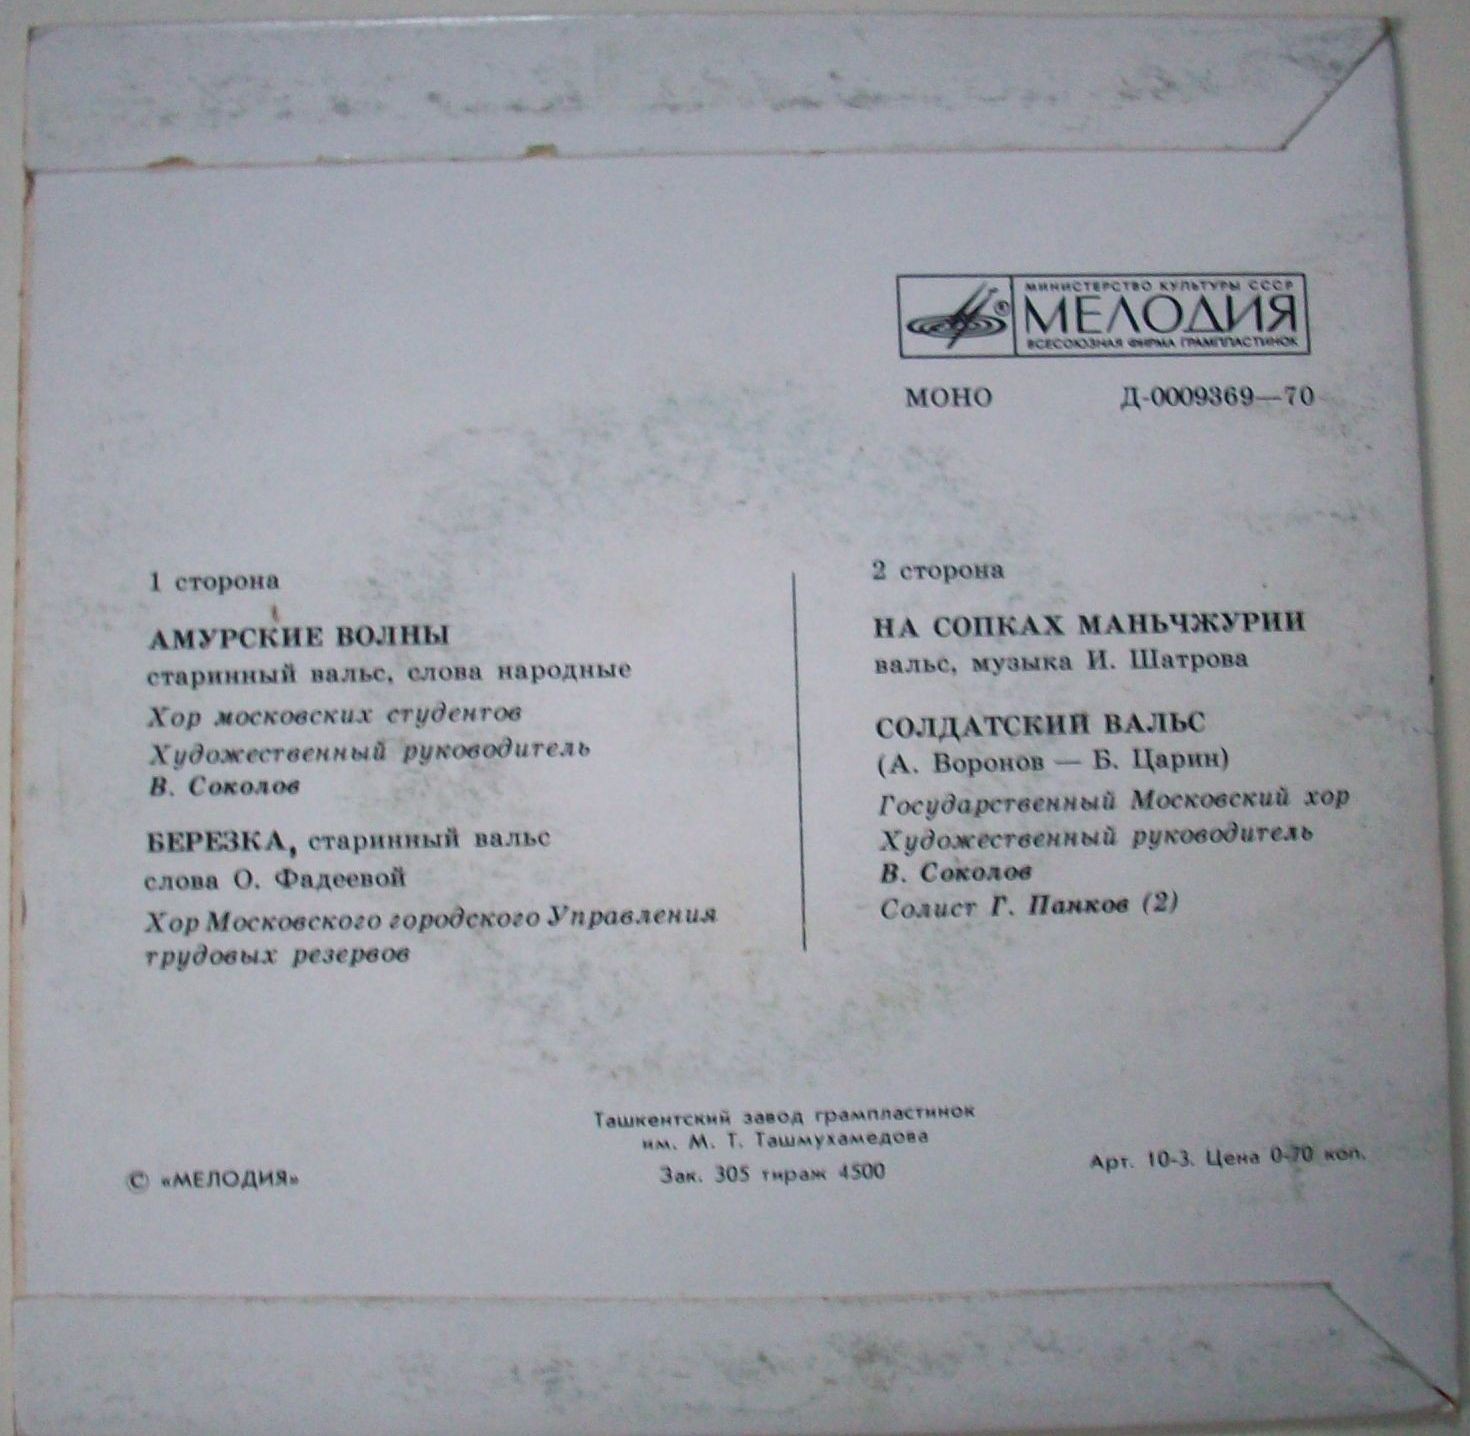 МИНИСТЕРСТВО КУЛЬТУРЫ СССР
МЕЛОДИЯ
ВСЕСОЮЗНАЯ ФИРМА ГРАМПЛАСТИНОК
МОНО Д-0009369—70
1 сторона
АМУРСКИЕ ВОЛНЫ
старинный вальс, слова народные
Хор московских студентов
Художественный руководитель
В. Соколов
БЕРЕЗКА, старинный вальс
слова О. Фадеевой
Хор Московского городского Управления
трудовых резервов
2 сторона
НА СОПКАХ МАНЬЧЖУРИИ
вальс, музыка И. Шатрова
СОЛДАТСКИЙ ВАЛЬС
(А. Воронов — Б. Царин)
Государственный Московский хор
Художественный руководитель
В. Соколов
Солист Г. Панков (2)
Ташкентский завод грампластинок
им. М. Т. Ташмухамедова
Зак. 305 тираж 4500
© «МЕЛОДИЯ»
Арт. 10-3. Цена 0-70 коп.